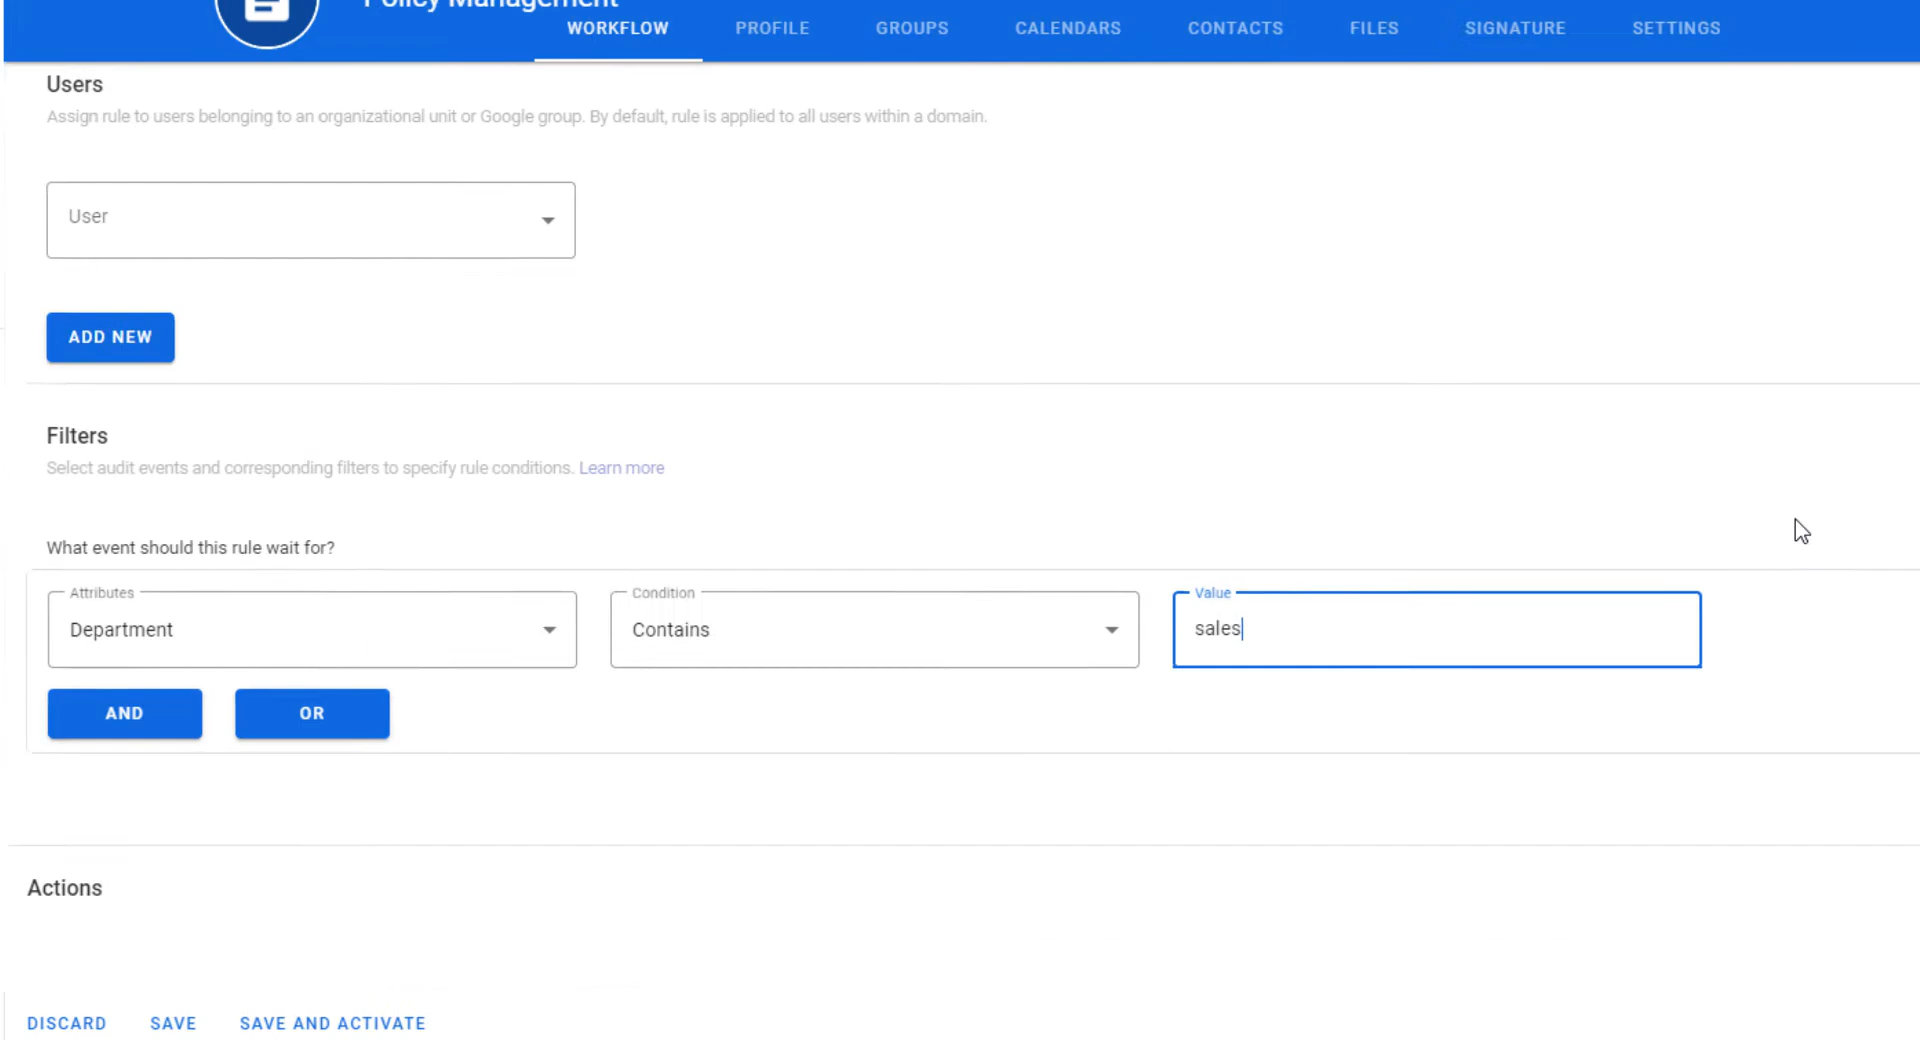 Policy Management
WORKFLOW PROFILE GROUPS CALENDARS CONTACTS FILES SIGNATURE SETTINGS
Users
Assign rule to users belonging to an organizational unit or Google group. By default, rule is applied to all users within a domain.
User
ADD NEW
Filters
Select audit events and corresponding filters to specify rule conditions. Learn more
What event should this rule wait for?
Attributes Condition Value
Department Contains sales
AND OR
Actions
DISCARD SAVE SAVE AND ACTIVATE